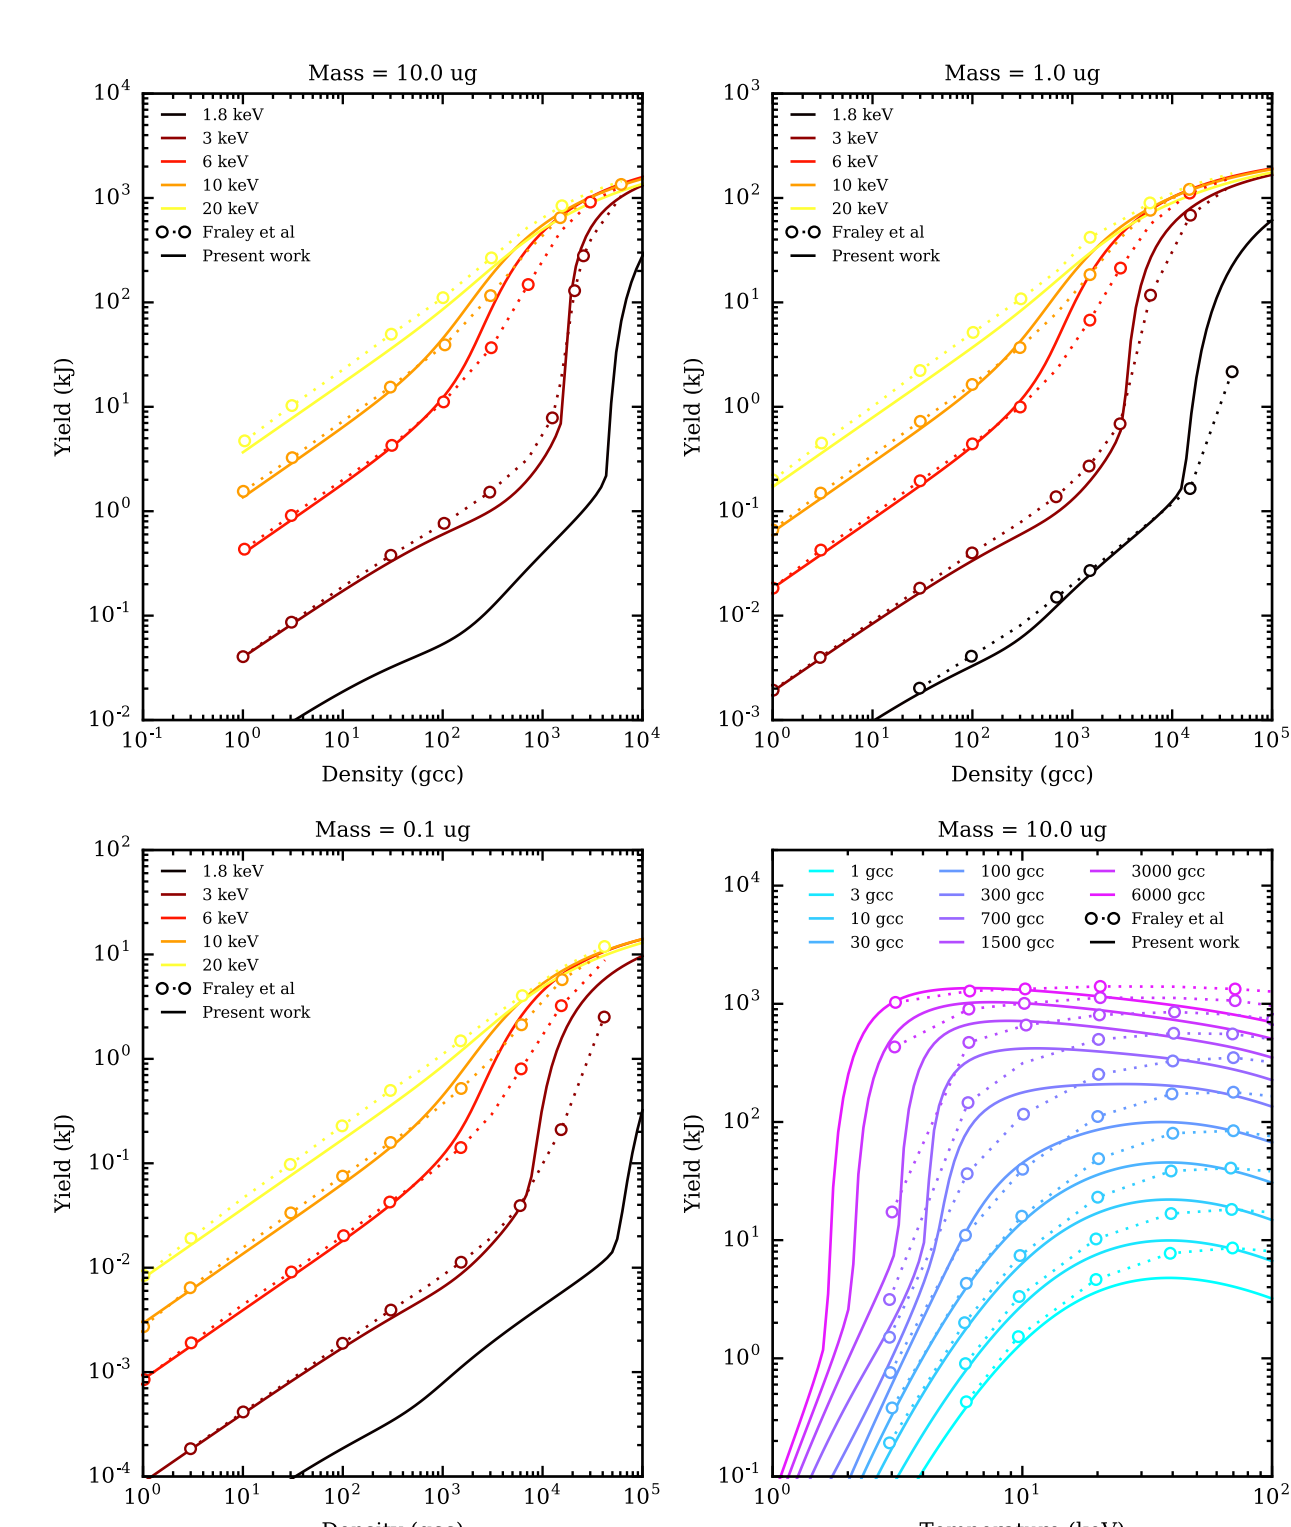 Mass = 10.0 ug
10^4
10^3
10^2
10^1
10^0
10^-1
10^-2
Yield (kJ)
1.8 keV
3 keV
6 keV
10 keV
20 keV
Fraley et al
Present work
10^-1 10^0 10^1 10^2 10^3 10^4
Density (gcc)
Mass = 1.0 ug
10^3
10^2
10^1
10^0
10^-1
10^-2
10^-3
Yield (kJ)
1.8 keV
3 keV
6 keV
10 keV
20 keV
Fraley et al
Present work
10^0 10^1 10^2 10^3 10^4 10^5
Density (gcc)
Mass = 0.1 ug
10^2
10^1
10^0
10^-1
10^-2
10^-3
10^-4
Yield (kJ)
1.8 keV
3 keV
6 keV
10 keV
20 keV
Fraley et al
Present work
10^0 10^1 10^2 10^3 10^4 10^5
Density (gcc)
Mass = 10.0 ug
10^4
10^3
10^2
10^1
10^0
10^-1
Yield (kJ)
1 gcc 100 gcc 3000 gcc
3 gcc 300 gcc 6000 gcc
10 gcc 700 gcc Fraley et al
30 gcc 1500 gcc Present work
10^0 10^1 10^2
Temperature (keV)